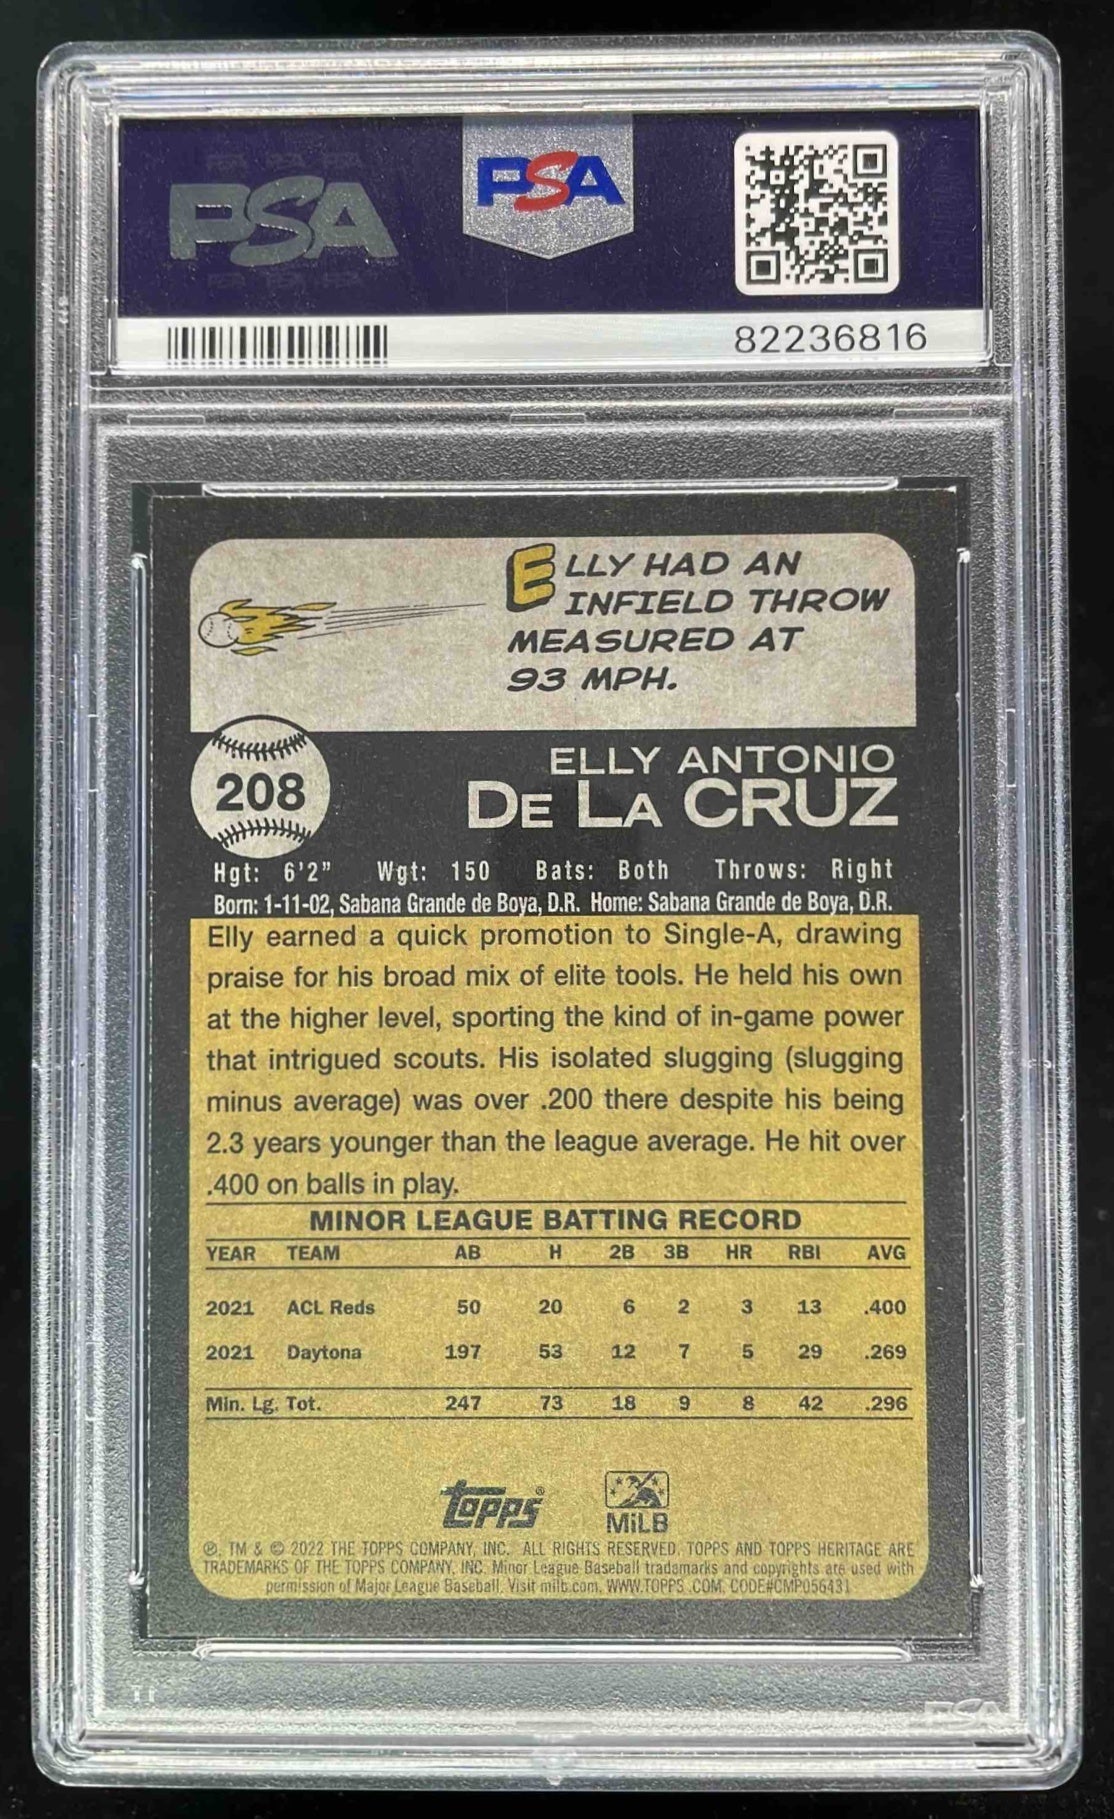 PSA
PSA
82236816
ELLY HAD AN
INFIELD THROW
MEASURED AT
93 MPH.
208
ELLY ANTONIO
DE LA CRUZ
Hgt: 6'2" Wgt: 150 Bats: Both Throws: Right
Born: 1-11-02, Sabana Grande de Boya, D.R. Home: Sabana Grande de Boya, D.R.
Elly earned a quick promotion to Single-A, drawing
praise for his broad mix of elite tools. He held his own
at the higher level, sporting the kind of in-game power
that intrigued scouts. His isolated slugging (slugging
minus average) was over .200 there despite his being
2.3 years younger than the league average. He hit over
.400 on balls in play.
MINOR LEAGUE BATTING RECORD
YEAR TEAM AB H 2B 3B HR RBI AVG
2021 ACL Reds 50 20 6 2 3 13 .400
2021 Daytona 197 53 12 7 5 29 .269
Min. Lg. Tot. 247 73 18 9 8 42 .296
Topps® MiLB
℗, TM & © 2022 THE TOPPS COMPANY, INC. ALL RIGHTS RESERVED. TOPPS AND TOPPS HERITAGE ARE
TRADEMARKS OF THE TOPPS COMPANY, INC. Minor League Baseball trademarks and copyrights are used with
permission of Major League Baseball. Visit milb.com. WWW.TOPPS.COM. CODE#CMP056431
PSA